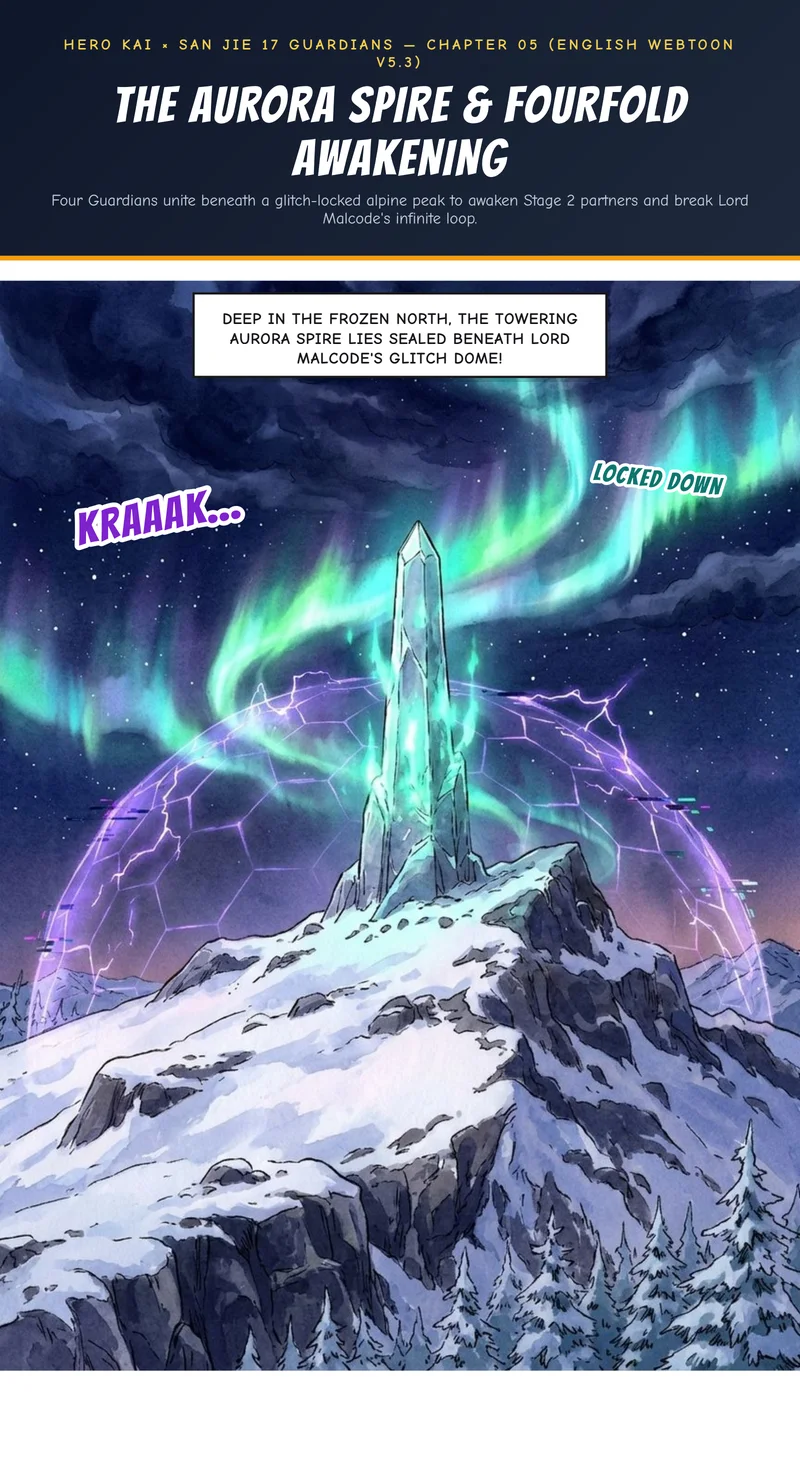 HERO KAI × SAN JIE 17 GUARDIANS — CHAPTER 05 (ENGLISH WEBTOON
V5.3)
THE AURORA SPIRE & FOURFOLD
AWAKENING
Four Guardians unite beneath a glitch-locked alpine peak to awaken Stage 2 partners and break Lord
Malcode's infinite loop.
DEEP IN THE FROZEN NORTH, THE TOWERING
AURORA SPIRE LIES SEALED BENEATH LORD
MALCODE'S GLITCH DOME!
LOCKED DOWN
KRAAAK...